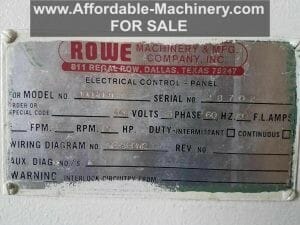 www.Affordable-Machinery.com
FOR SALE
ROWE MACHINERY & MFG.
COMPANY, INC.
811 REGAL ROW, DALLAS, TEXAS 75247
ELECTRICAL CONTROL - PANEL
FOR MODEL NO. SERIAL NO.
ORDER OR
SPECIAL CODE VOLTS PHASE 60 HZ F.L. AMPS
FPM. RPM. HP. DUTY-INTERMITTANT CONTINUOUS
WIRING DIAGRAM NO. REV NO.
AUX. DIAG. NO'S.
WARNING INTERLOCK CIRCUITRY FROM